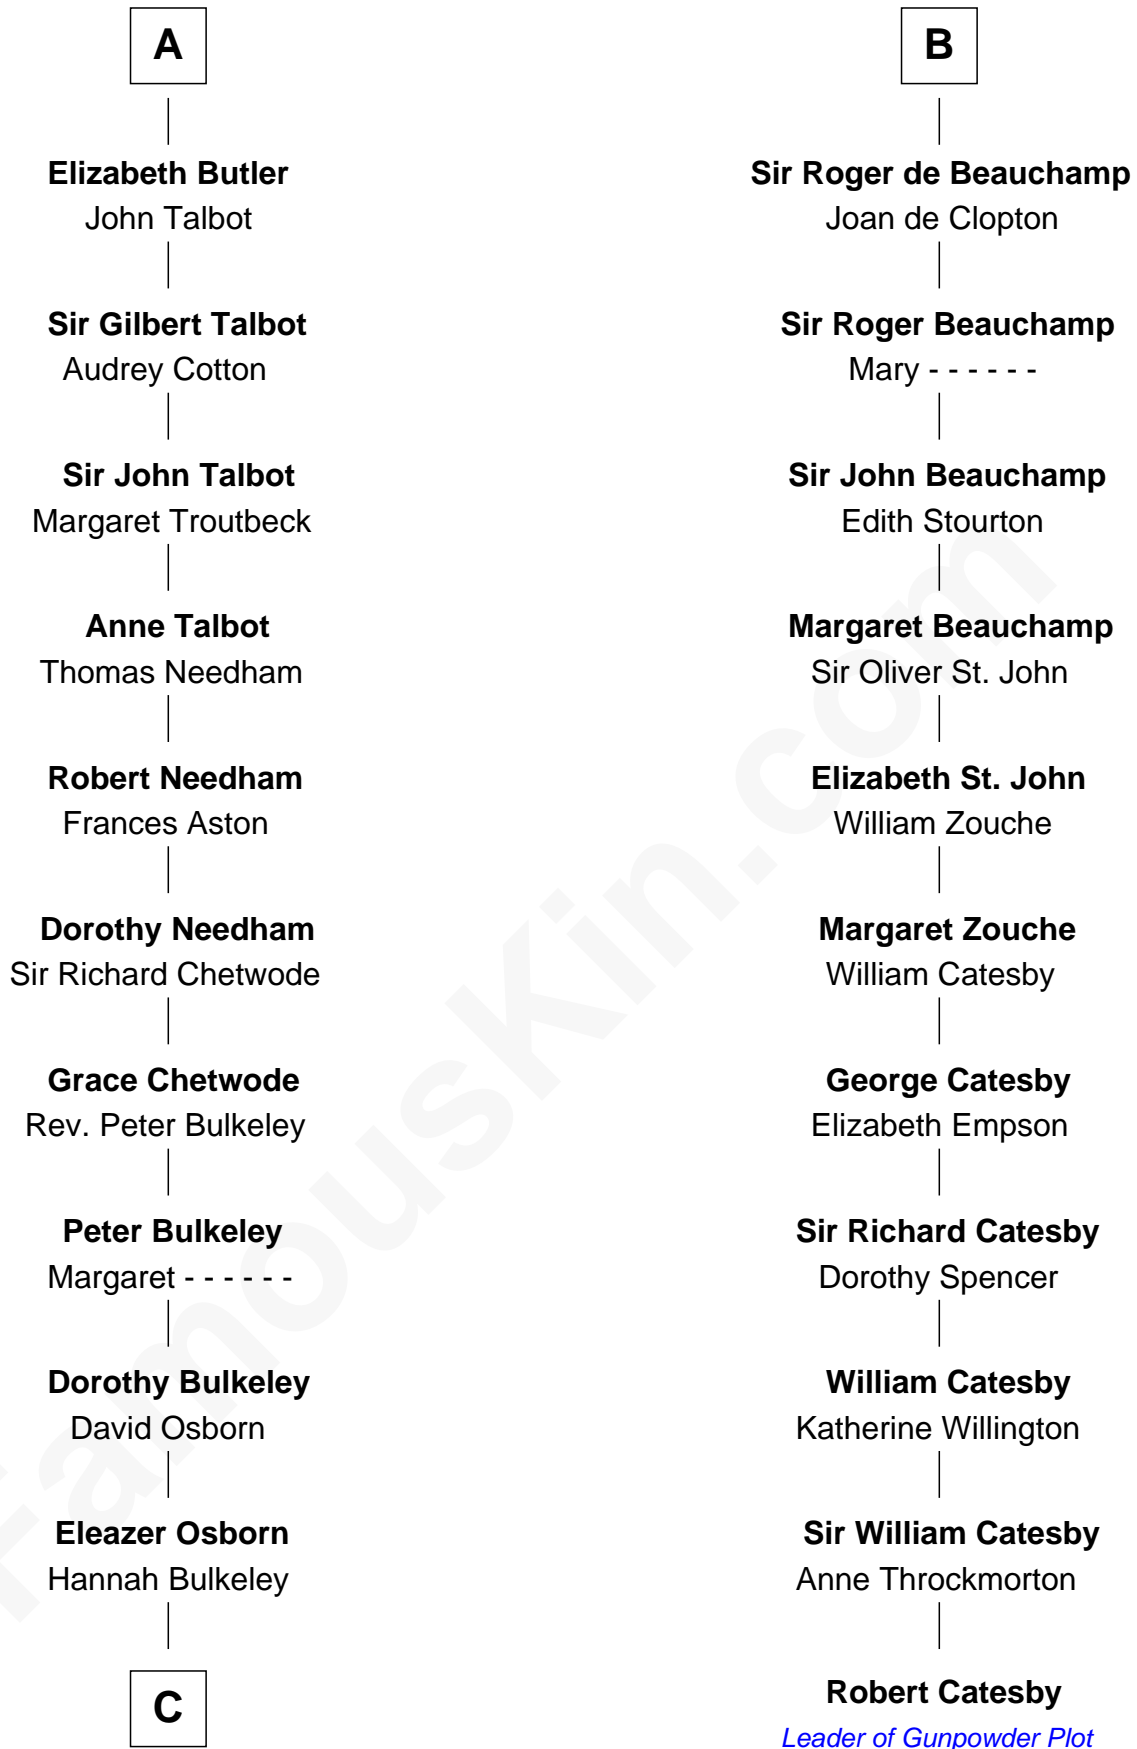 A
Elizabeth Butler
John Talbot
Sir Gilbert Talbot
Audrey Cotton
Sir John Talbot
Margaret Troutbeck
Anne Talbot
Thomas Needham
Robert Needham
Frances Aston
Dorothy Needham
Sir Richard Chetwode
Grace Chetwode
Rev. Peter Bulkeley
Peter Bulkeley
Margaret - - - - - -
Dorothy Bulkeley
David Osborn
Eleazer Osborn
Hannah Bulkeley
C
B
Sir Roger de Beauchamp
Joan de Clopton
Sir Roger Beauchamp
Mary - - - - - -
Sir John Beauchamp
Edith Stourton
Margaret Beauchamp
Sir Oliver St. John
Elizabeth St. John
William Zouche
Margaret Zouche
William Catesby
George Catesby
Elizabeth Empson
Sir Richard Catesby
Dorothy Spencer
William Catesby
Katherine Willington
Sir William Catesby
Anne Throckmorton
Robert Catesby
Leader of Gunpowder Plot
FamousKin.com